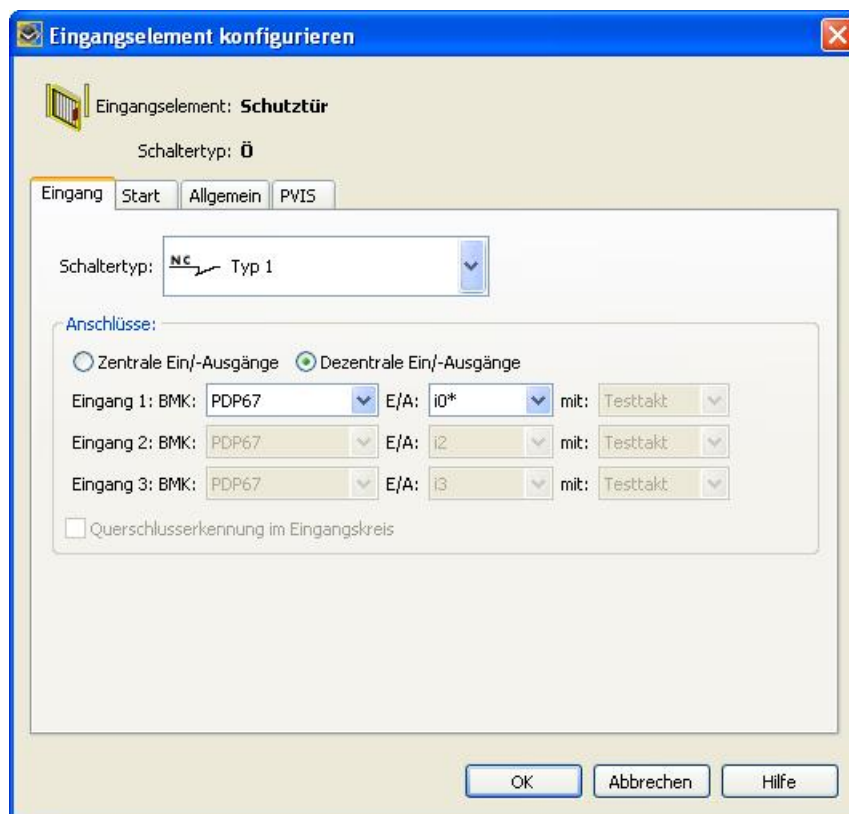 Eingangselement konfigurieren
Eingangselement: Schutztür
Schaltertyp: Ö
Eingang Start Allgemein PVIS
Schaltertyp: NC Typ 1
Anschlüsse:
Zentrale Ein/-Ausgänge Dezentrale Ein/-Ausgänge
Eingang 1: BMK: PDP67 E/A: i0* mit: Testtakt
Eingang 2: BMK: PDP67 E/A: i2 mit: Testtakt
Eingang 3: BMK: PDP67 E/A: i3 mit: Testtakt
Querschlusserkennung im Eingangskreis
OK Abbrechen Hilfe